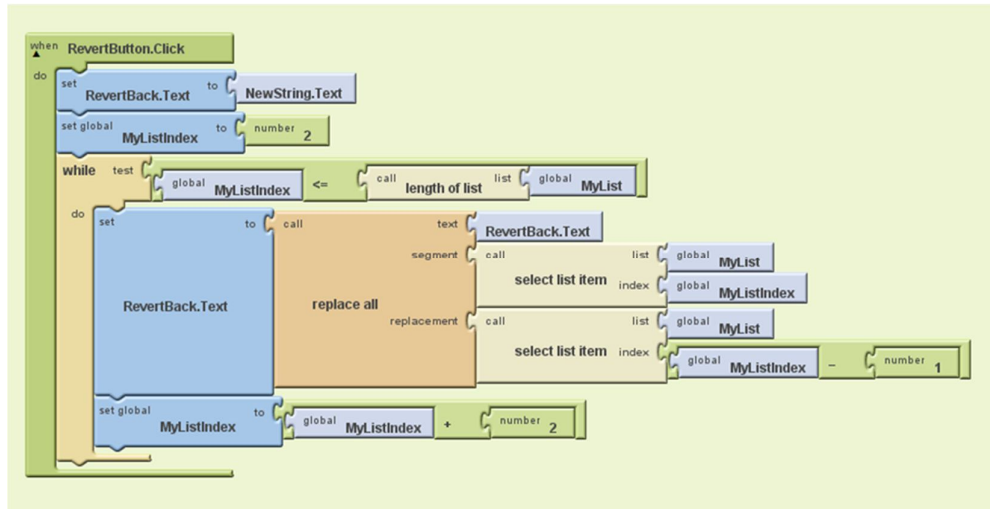 when RevertButton.Click
do
set RevertBack.Text to NewString.Text
set global MyListIndex to number 2
while test global MyListIndex <= call length of list list global MyList
do
set RevertBack.Text to call replace all text RevertBack.Text
segment call select list item list global MyList
index global MyListIndex
replacement call select list item list global MyList
index global MyListIndex - number 1
set global MyListIndex to global MyListIndex + number 2